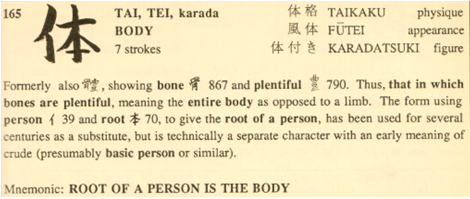 165 体 TAI, TEI, karada 体格 TAIKAKU physique
BODY 風体 FŪTEI appearance
7 strokes 体付き KARADATSUKI figure
Formerly also 體, showing bone 骨 867 and plentiful 豊 790. Thus, that in which
bones are plentiful, meaning the entire body as opposed to a limb. The form using
person 亻 39 and root 本 70, to give the root of a person, has been used for several
centuries as a substitute, but is technically a separate character with an early meaning of
crude (presumably basic person or similar).
Mnemonic: ROOT OF A PERSON IS THE BODY